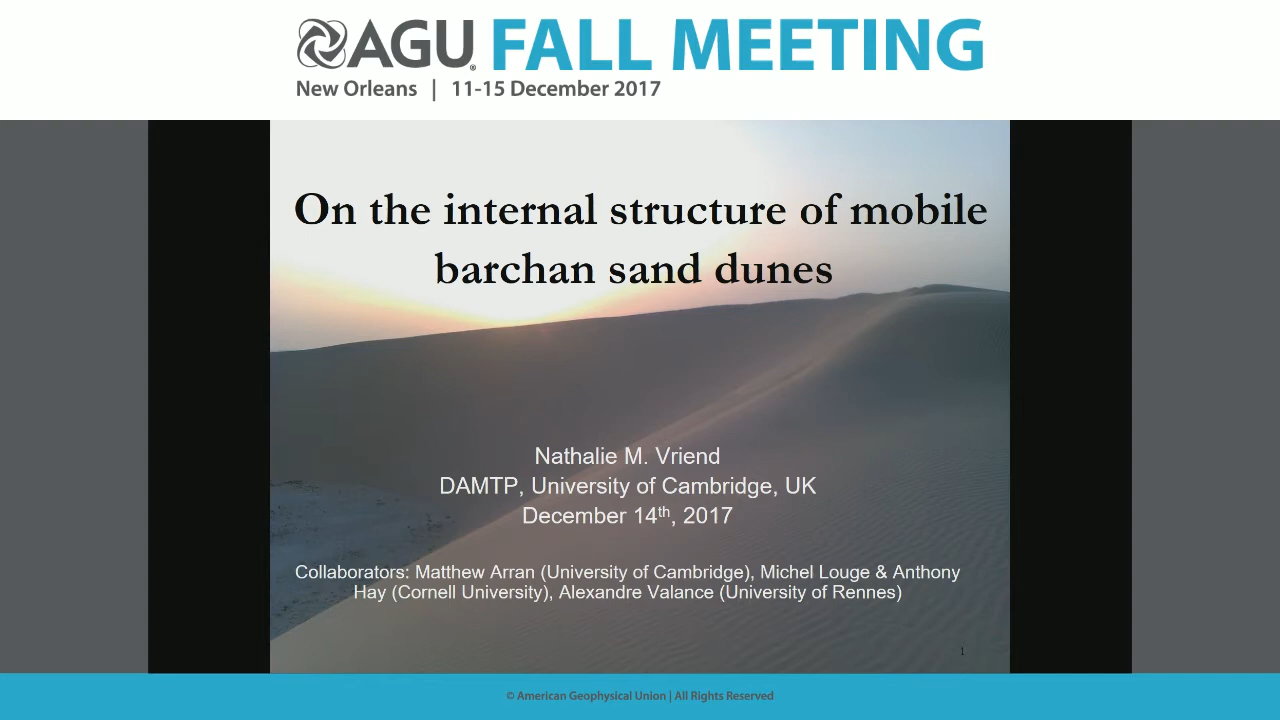 AGU FALL MEETING
New Orleans | 11-15 December 2017
On the internal structure of mobile
barchan sand dunes
Nathalie M. Vriend
DAMTP, University of Cambridge, UK
December 14th, 2017
Collaborators: Matthew Arran (University of Cambridge), Michel Louge & Anthony
Hay (Cornell University), Alexandre Valance (University of Rennes)
1
© American Geophysical Union | All Rights Reserved